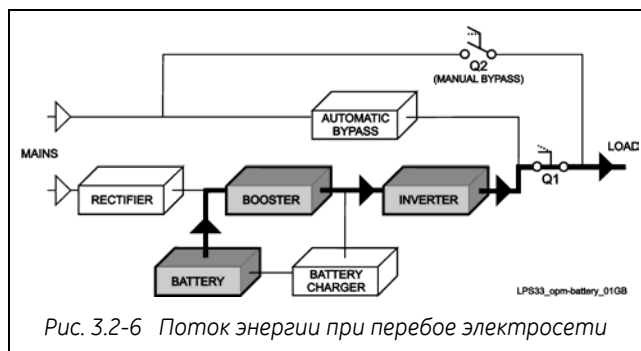 Q2
(MANUAL BYPASS)
AUTOMATIC
BYPASS
MAINS
LOAD
Q1
RECTIFIER
BOOSTER
INVERTER
BATTERY
BATTERY
CHARGER
LPS33_opm-battery_01GB
Рис. 3.2-6 Поток энергии при перебое электросети